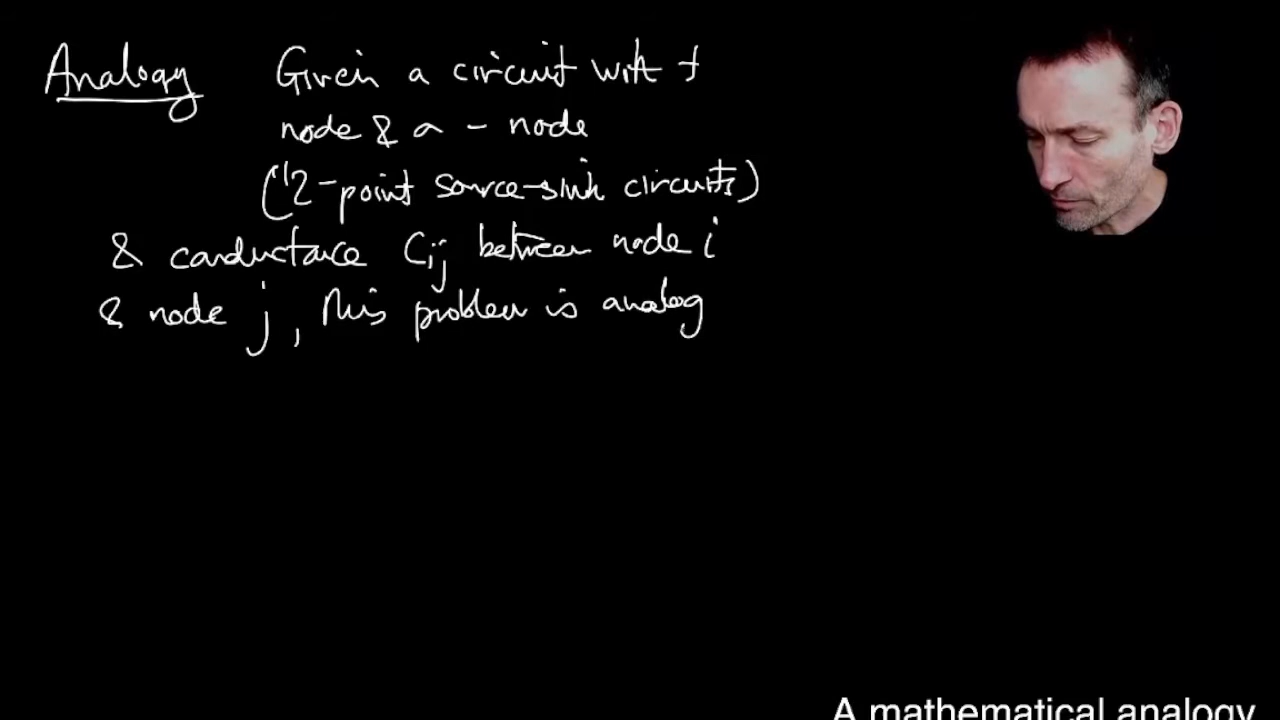 Analogy Given a circuit with +
node & a - node
("2-point source-sink circuits)
& conductance Cij between node i
& node j, this problem is analog
A mathematical analogy